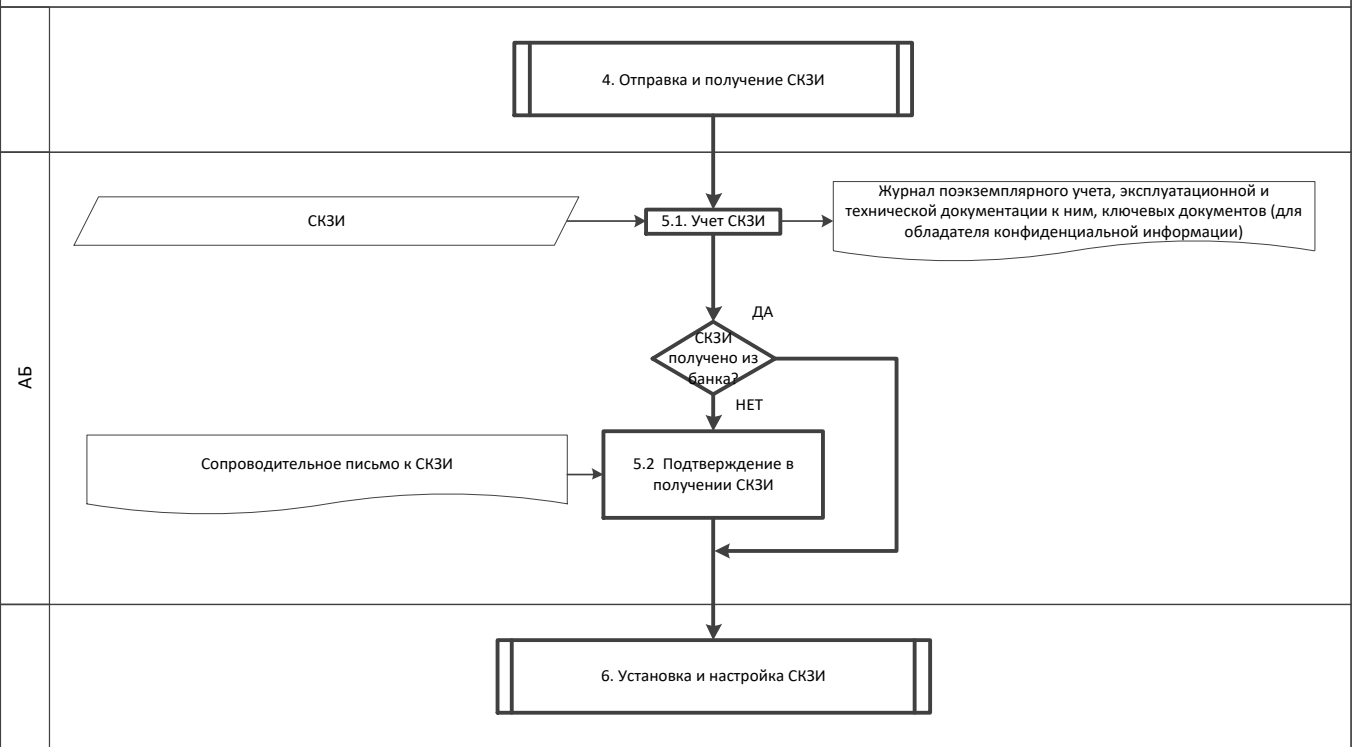 4. Отправка и получение СКЗИ
СКЗИ
5.1. Учет СКЗИ
Журнал поэкземплярного учета, эксплуатационной и
технической документации к ним, ключевых документов (для
обладателя конфиденциальной информации)
ДА
СКЗИ
получено из
банка?
НЕТ
АБ
Сопроводительное письмо к СКЗИ
5.2 Подтверждение в
получении СКЗИ
6. Установка и настройка СКЗИ